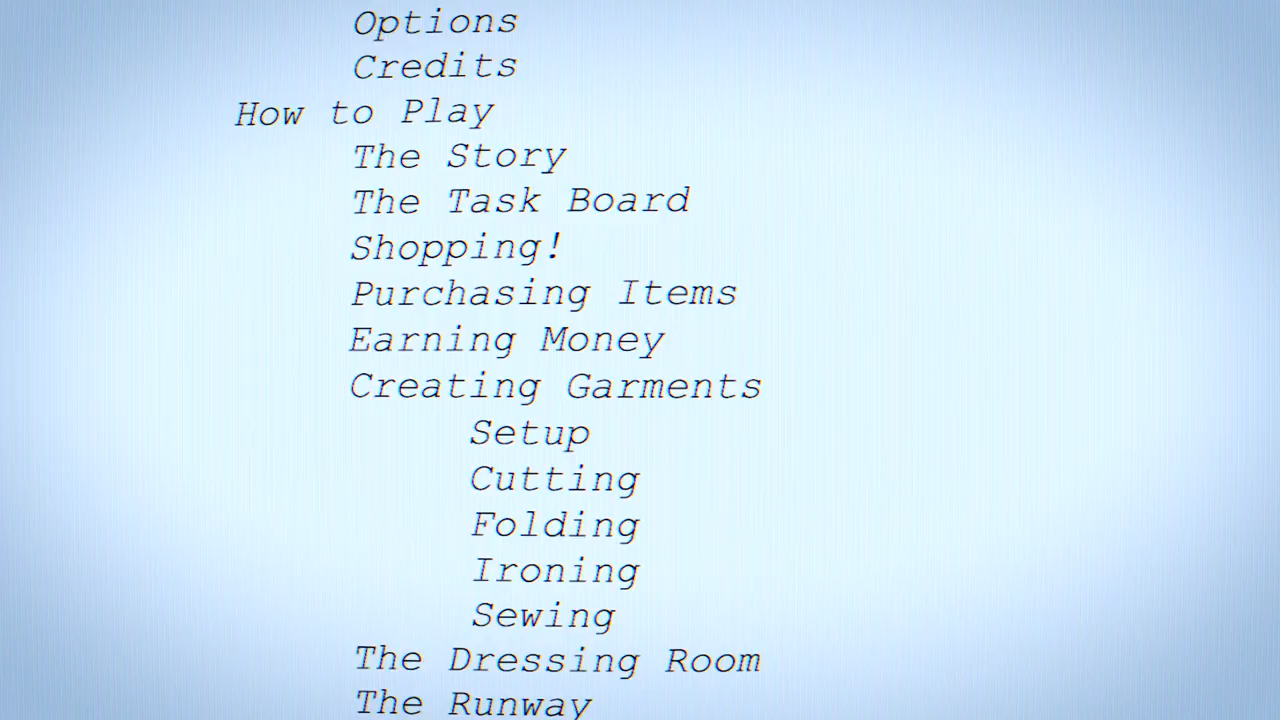 Options
Credits
How to Play
The Story
The Task Board
Shopping!
Purchasing Items
Earning Money
Creating Garments
Setup
Cutting
Folding
Ironing
Sewing
The Dressing Room
The Runway